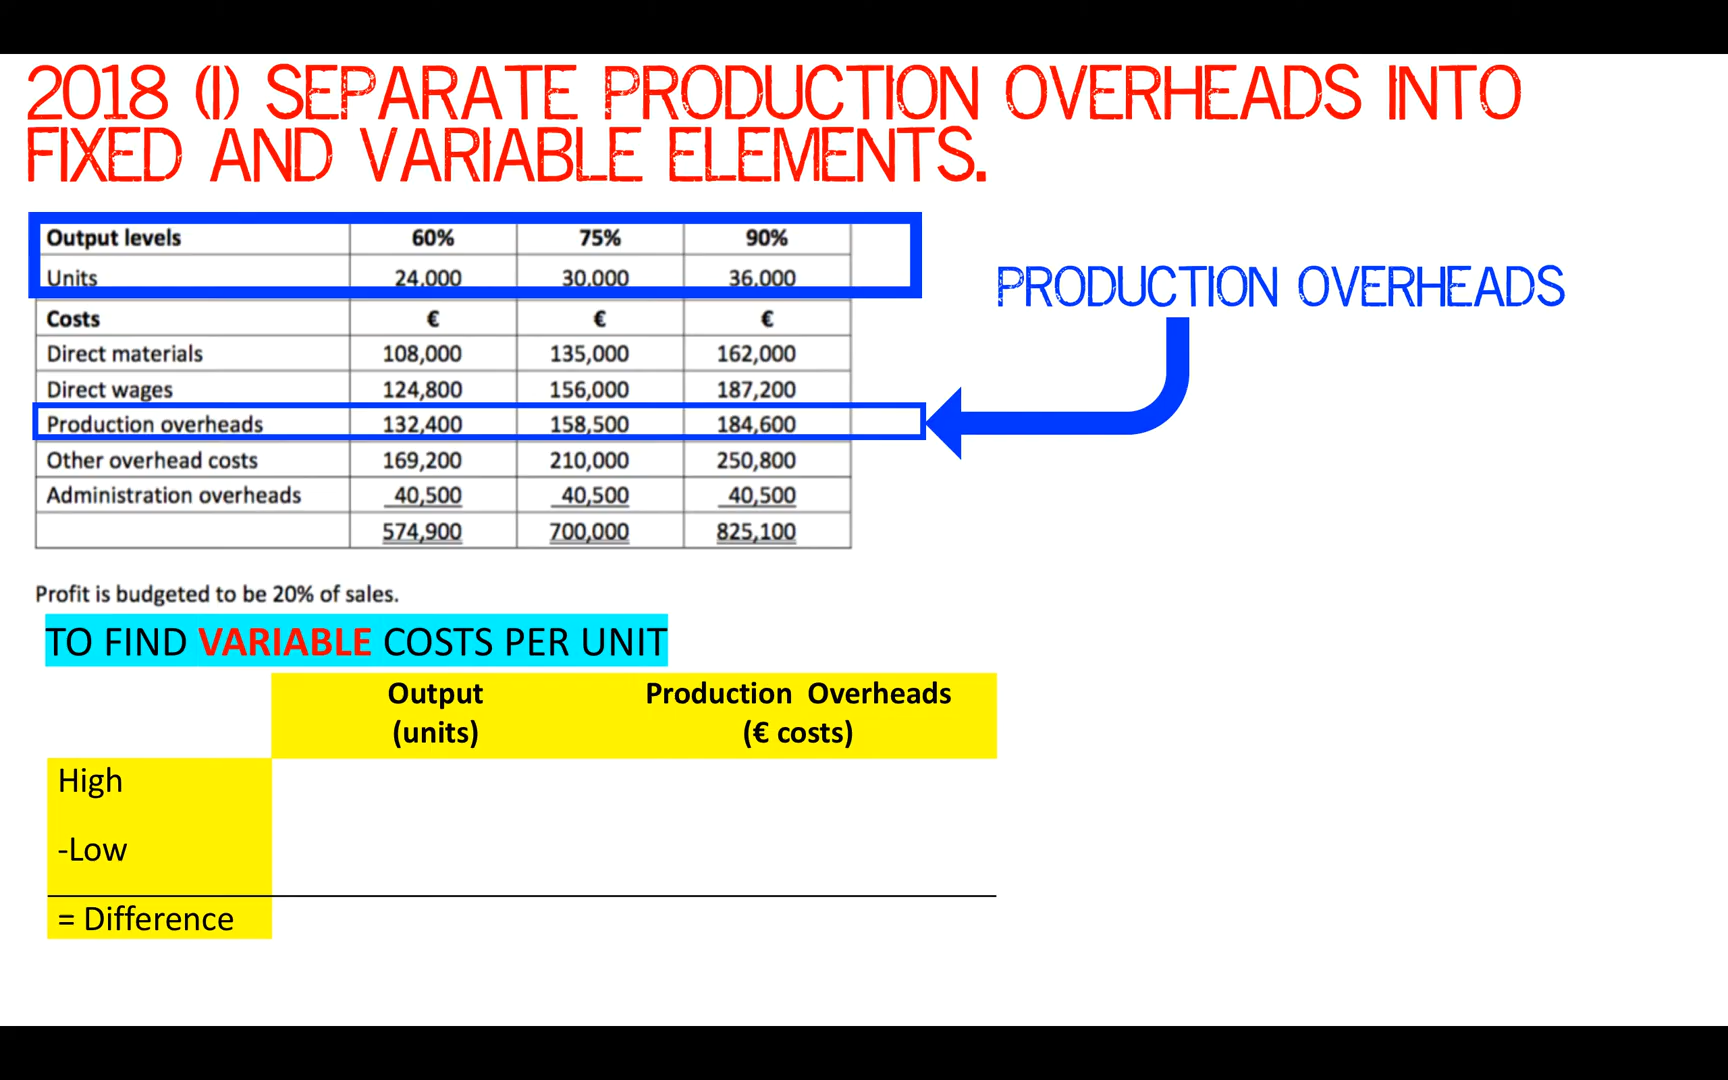 2018 (I) SEPARATE PRODUCTION OVERHEADS INTO
FIXED AND VARIABLE ELEMENTS.
Output levels 60% 75% 90%
Units 24,000 30,000 36,000
PRODUCTION OVERHEADS
Costs € € €
Direct materials 108,000 135,000 162,000
Direct wages 124,800 156,000 187,200
Production overheads 132,400 158,500 184,600
Other overhead costs 169,200 210,000 250,800
Administration overheads 40,500 40,500 40,500
574,900 700,000 825,100
Profit is budgeted to be 20% of sales.
TO FIND VARIABLE COSTS PER UNIT
Output Production Overheads
(units) (€ costs)
High
-Low
= Difference